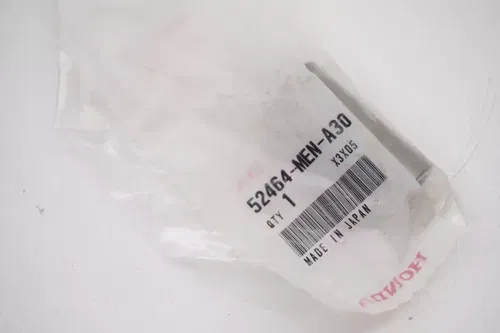 52464-MEN-A30
X3X05
QTY 1
MADE IN JAPAN
HONDA